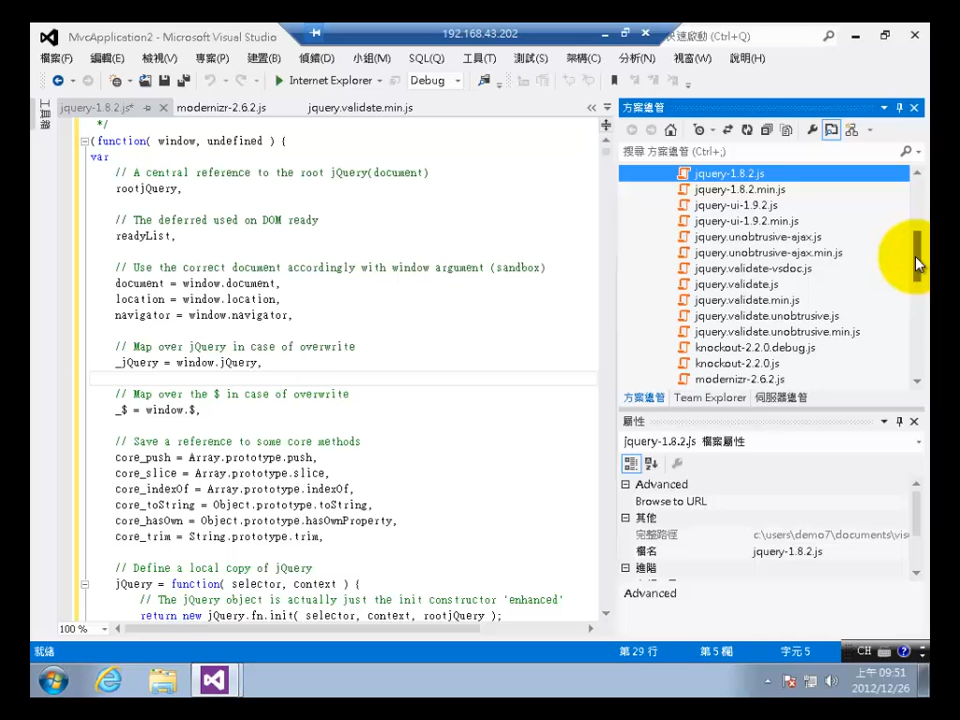 192.168.43.202
MvcApplication2 - Microsoft Visual Studio
快速啟動 (Ctrl+Q)
檔案(F) 編輯(E) 檢視(V) 專案(P) 建置(B) 偵錯(D) 小組(M) SQL(Q) 工具(T) 測試(S) 架構(C) 分析(N) 視窗(W) 說明(H)
Internet Explorer Debug
工具箱
jquery-1.8.2.js* modernizr-2.6.2.js jquery.validate.min.js
*/
(function( window, undefined ) {
var
// A central reference to the root jQuery(document)
rootjQuery,
// The deferred used on DOM ready
readyList,
// Use the correct document accordingly with window argument (sandbox)
document = window.document,
location = window.location,
navigator = window.navigator,
// Map over jQuery in case of overwrite
_jQuery = window.jQuery,
// Map over the $ in case of overwrite
_$ = window.$,
// Save a reference to some core methods
core_push = Array.prototype.push,
core_slice = Array.prototype.slice,
core_indexOf = Array.prototype.indexOf,
core_toString = Object.prototype.toString,
core_hasOwn = Object.prototype.hasOwnProperty,
core_trim = String.prototype.trim,
// Define a local copy of jQuery
jQuery = function( selector, context ) {
// The jQuery object is actually just the init constructor 'enhanced'
return new jQuery.fn.init( selector, context, rootjQuery );
100 %
方案總管
搜尋 方案總管 (Ctrl+;)
jquery-1.8.2.js
jquery-1.8.2.min.js
jquery-ui-1.9.2.js
jquery-ui-1.9.2.min.js
jquery.unobtrusive-ajax.js
jquery.unobtrusive-ajax.min.js
jquery.validate-vsdoc.js
jquery.validate.js
jquery.validate.min.js
jquery.validate.unobtrusive.js
jquery.validate.unobtrusive.min.js
knockout-2.2.0.debug.js
knockout-2.2.0.js
modernizr-2.6.2.js
方案總管 Team Explorer 伺服器總管
屬性
jquery-1.8.2.js 檔案屬性
Advanced
Browse to URL
其他
完整路徑 c:\users\demo7\documents\vis
檔名 jquery-1.8.2.js
進階
Advanced
就緒 第 29 行 第 5 欄 字元 5 CH
上午 09:51
2012/12/26